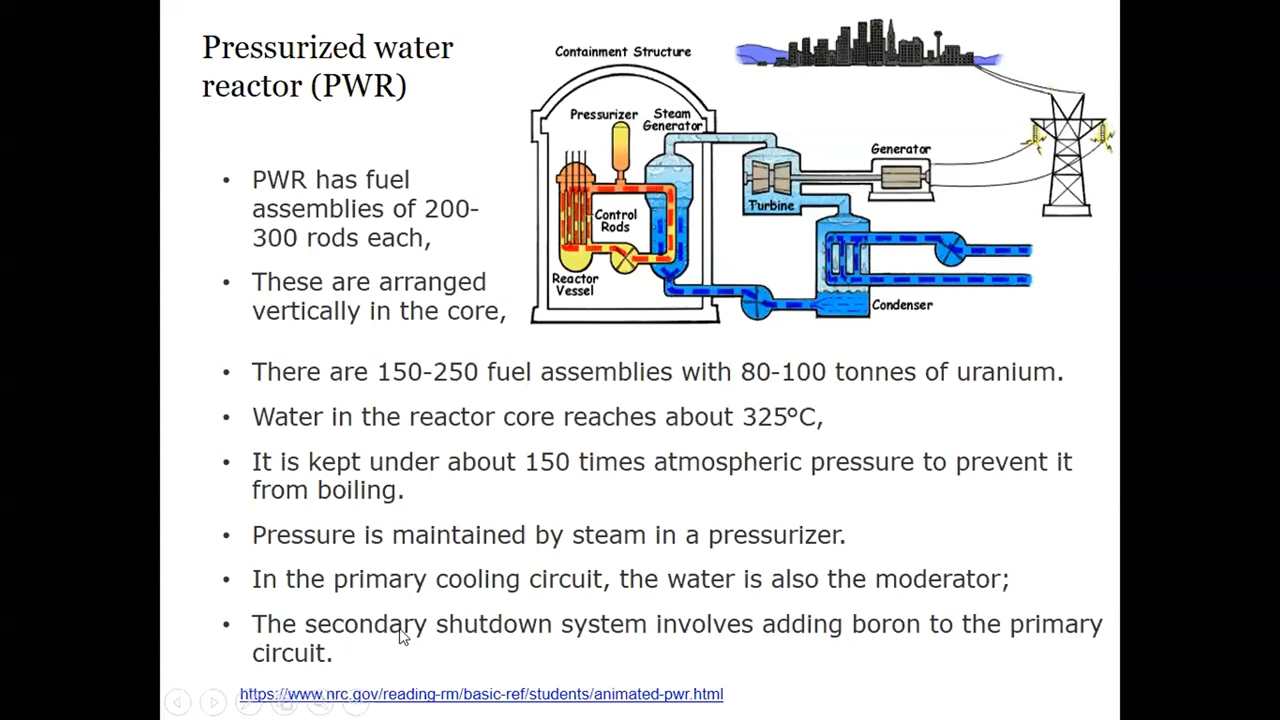 Pressurized water
reactor (PWR)
Containment Structure
Pressurizer
Steam
Generator
Control
Rods
Reactor
Vessel
Turbine
Generator
Condenser
• PWR has fuel
assemblies of 200-
300 rods each,
• These are arranged
vertically in the core,
• There are 150-250 fuel assemblies with 80-100 tonnes of uranium.
• Water in the reactor core reaches about 325°C,
• It is kept under about 150 times atmospheric pressure to prevent it
from boiling.
• Pressure is maintained by steam in a pressurizer.
• In the primary cooling circuit, the water is also the moderator;
• The secondary shutdown system involves adding boron to the primary
circuit.
https://www.nrc.gov/reading-rm/basic-ref/students/animated-pwr.html